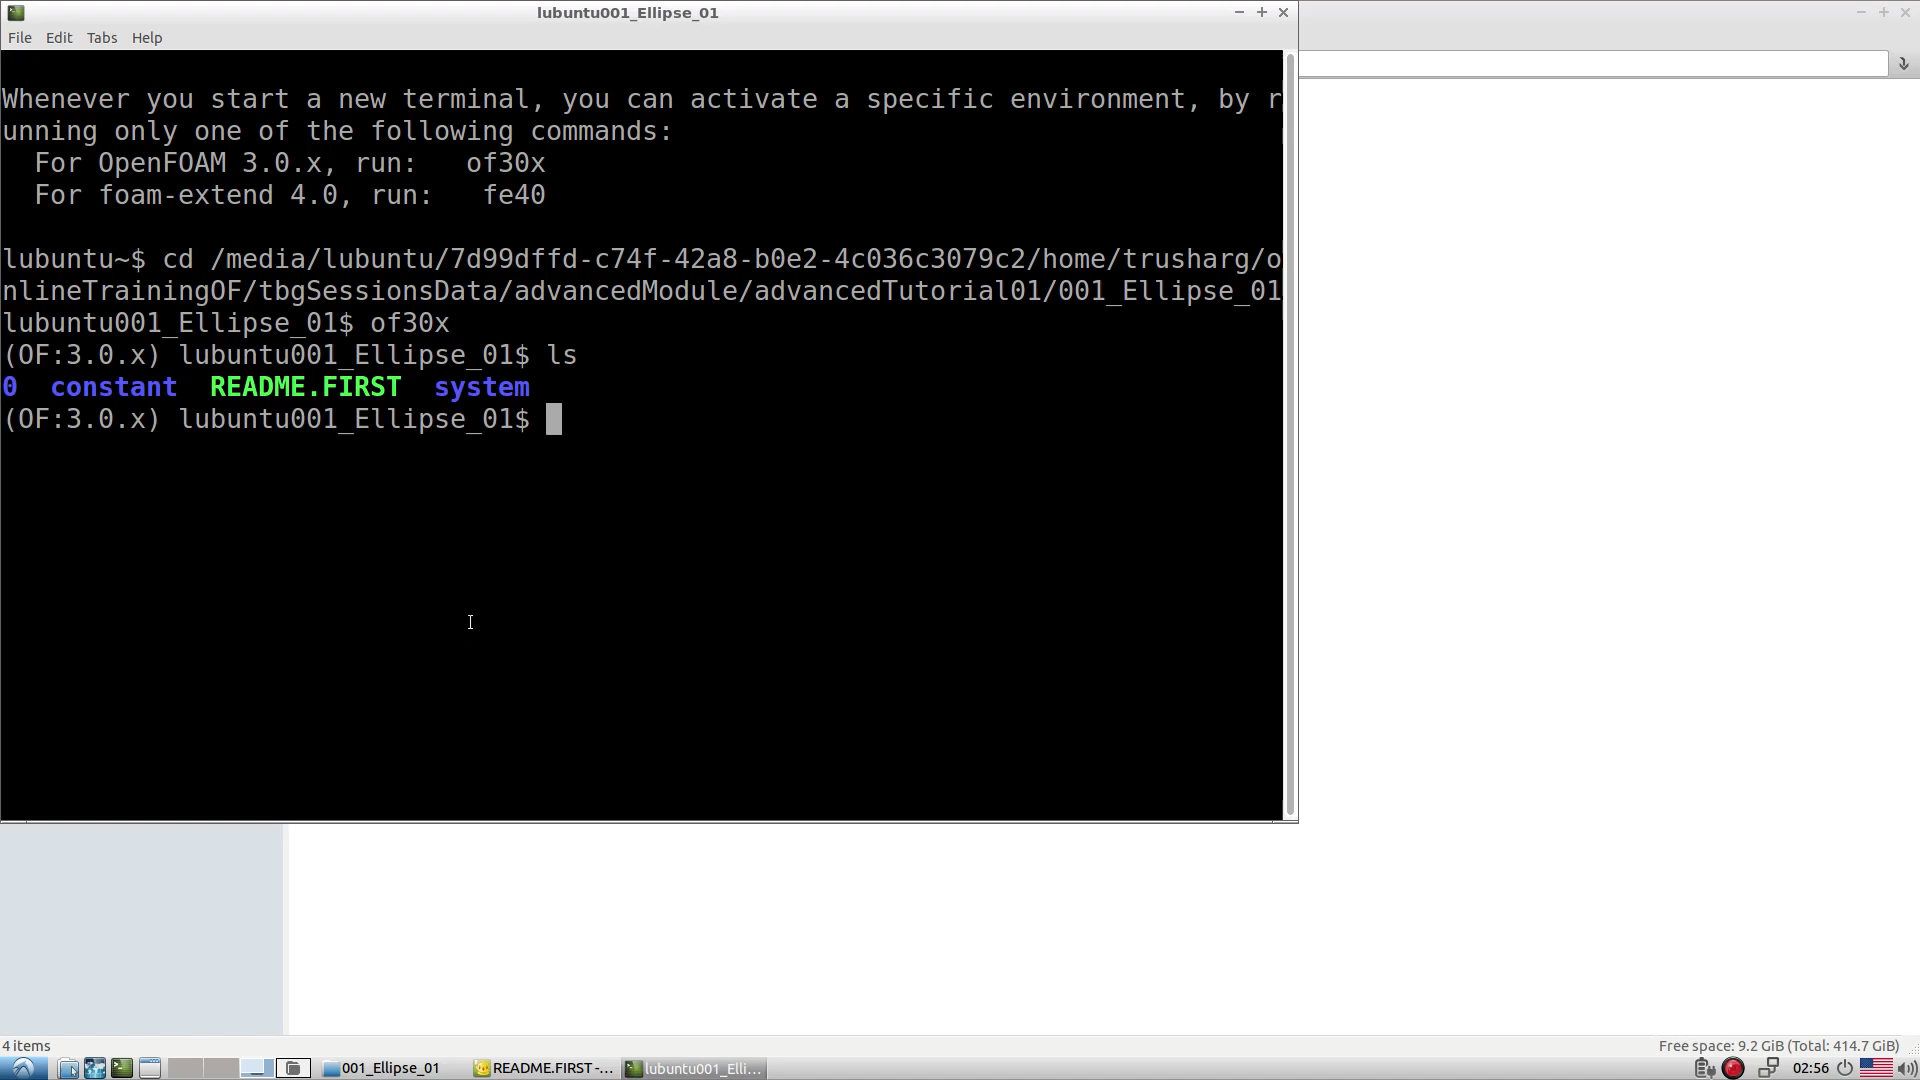 lubuntu001_Ellipse_01
File Edit Tabs Help
Whenever you start a new terminal, you can activate a specific environment, by r
unning only one of the following commands:
For OpenFOAM 3.0.x, run: of30x
For foam-extend 4.0, run: fe40
lubuntu~$ cd /media/lubuntu/7d99dffd-c74f-42a8-b0e2-4c036c3079c2/home/trusharg/o
nlineTrainingOF/tbgSessionsData/advancedModule/advancedTutorial01/001_Ellipse_01
lubuntu001_Ellipse_01$ of30x
(OF:3.0.x) lubuntu001_Ellipse_01$ ls
0 constant README.FIRST system
(OF:3.0.x) lubuntu001_Ellipse_01$
4 items
Free space: 9.2 GiB (Total: 414.7 GiB)
001_Ellipse_01
README.FIRST -...
lubuntu001_Elli...
02:56